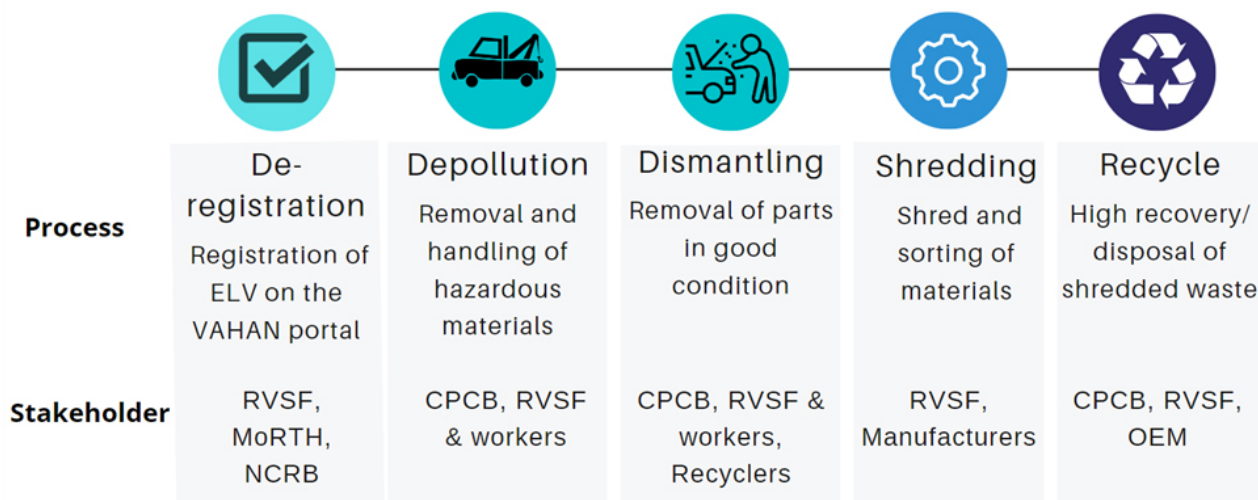 De-
registration
Depollution
Dismantling
Shredding
Recycle
Process
Registration of
ELV on the
VAHAN portal
Removal and
handling of
hazardous
materials
Removal of parts
in good
condition
Shred and
sorting of
materials
High recovery/
disposal of
shredded waste
Stakeholder
RVSF,
MoRTH,
NCRB
CPCB, RVSF
& workers
CPCB, RVSF &
workers,
Recyclers
RVSF,
Manufacturers
CPCB, RVSF,
OEM